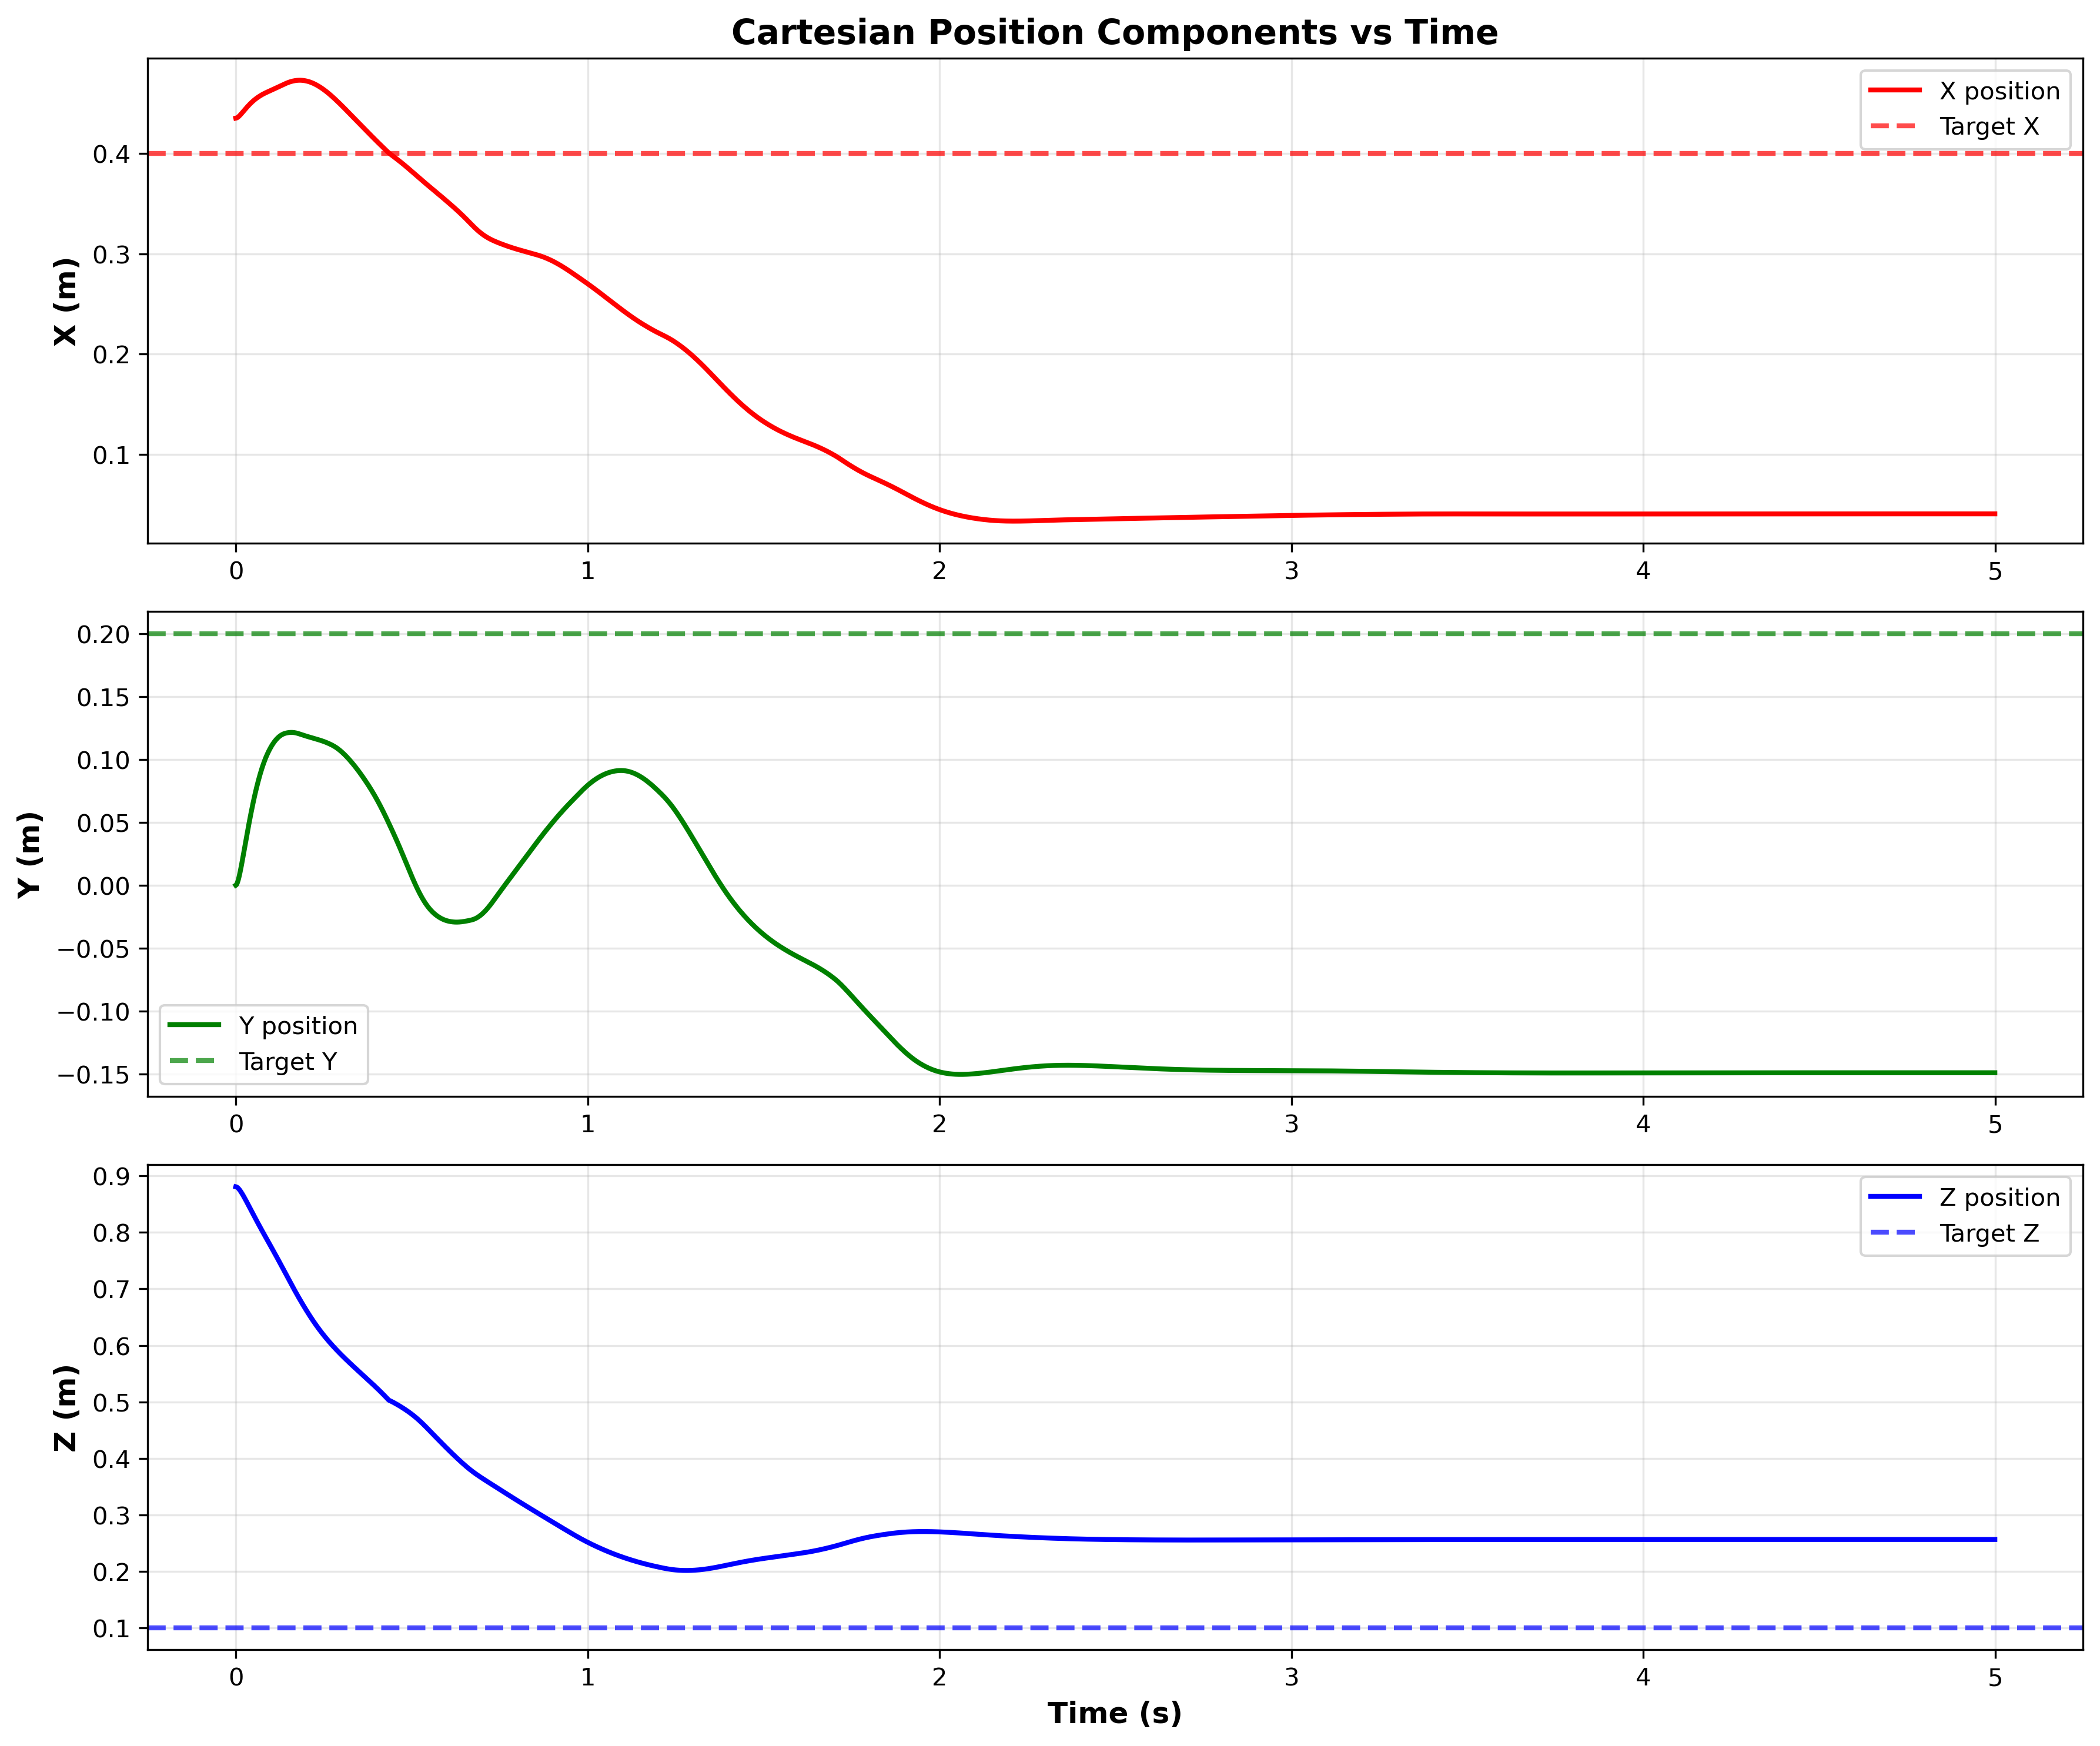 Cartesian Position Components vs Time
X (m)
0.4
0.3
0.2
0.1
X position
Target X
0 1 2 3 4 5
Y (m)
0.20
0.15
0.10
0.05
0.00
−0.05
−0.10
−0.15
Y position
Target Y
0 1 2 3 4 5
Z (m)
0.9
0.8
0.7
0.6
0.5
0.4
0.3
0.2
0.1
Z position
Target Z
0 1 2 3 4 5
Time (s)